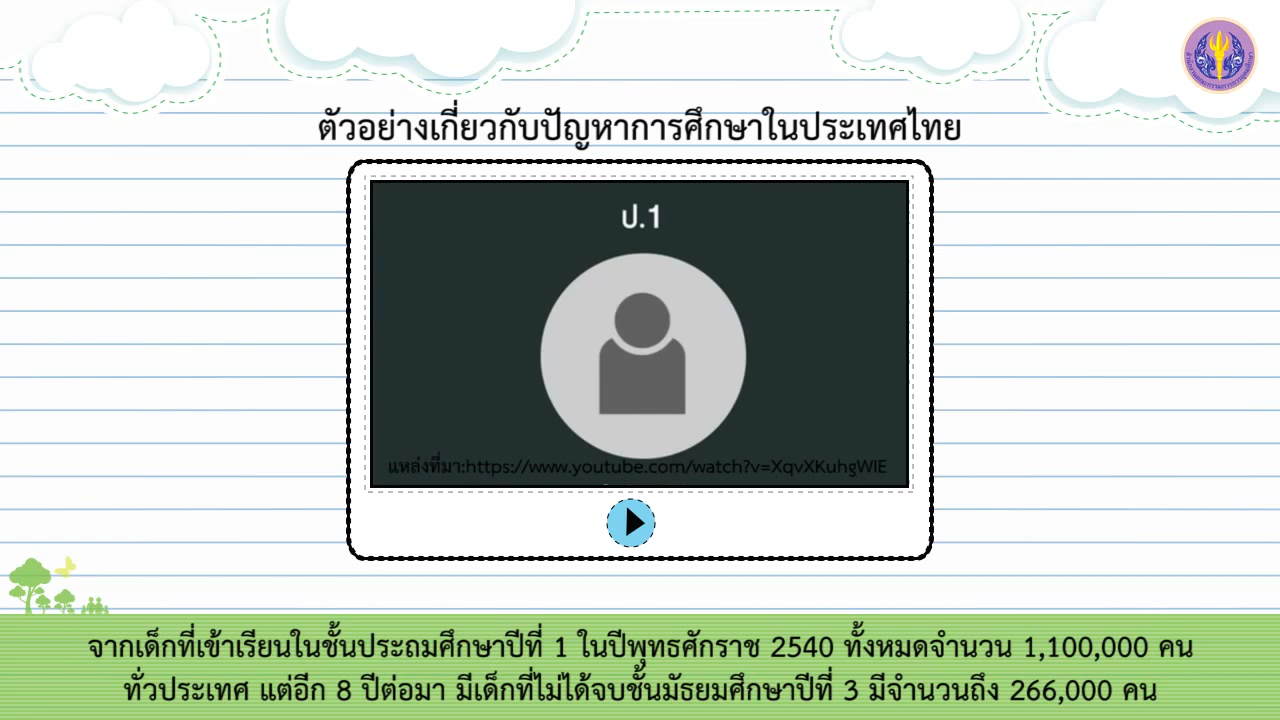 ตัวอย่างเกี่ยวกับปัญหาการศึกษาในประเทศไทย
ป.1
แหล่งที่มา:https://www.youtube.com/watch?v=XqvXKuhgWlE
จากเด็กที่เข้าเรียนในชั้นประถมศึกษาปีที่ 1 ในปีพุทธศักราช 2540 ทั้งหมดจำนวน 1,100,000 คน
ทั่วประเทศ แต่อีก 8 ปีต่อมา มีเด็กที่ไม่ได้จบชั้นมัธยมศึกษาปีที่ 3 มีจำนวนถึง 266,000 คน